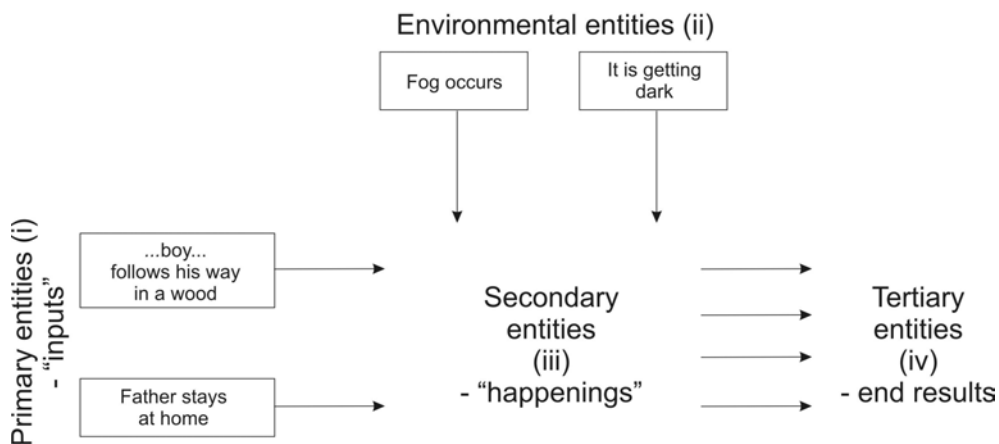 Environmental entities (ii)
Fog occurs
It is getting
dark
Primary entities (i)
- “inputs”
...boy...
follows his way
in a wood
Father stays
at home
Secondary
entities
(iii)
- “happenings”
Tertiary
entities
(iv)
- end results